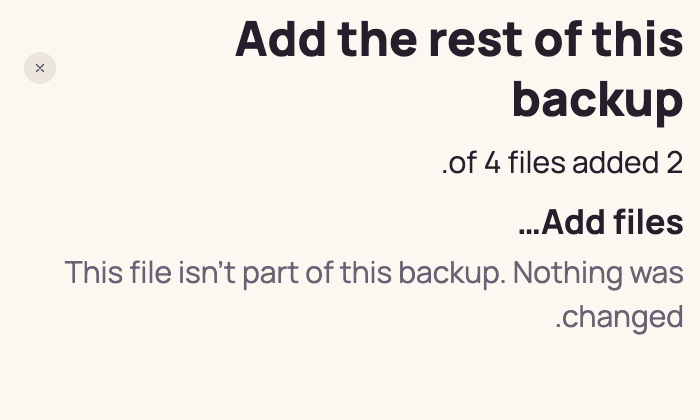 Add the rest of this
backup
.of 4 files added 2
…Add files
This file isn't part of this backup. Nothing was
.changed